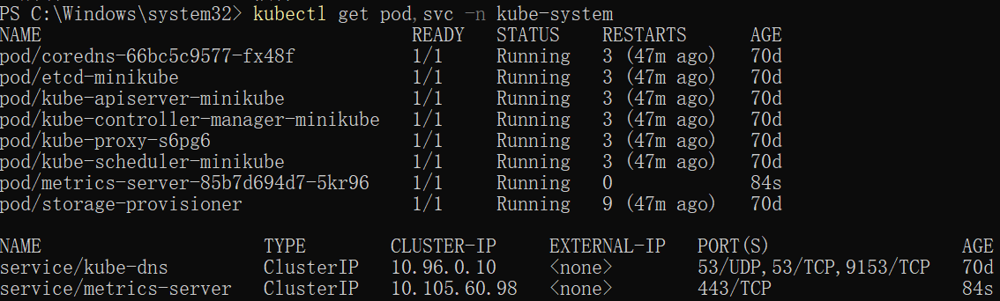 PS C:\Windows\system32> kubectl get pod,svc -n kube-system
NAME READY STATUS RESTARTS AGE
pod/coredns-66bc5c9577-fx48f 1/1 Running 3 (47m ago) 70d
pod/etcd-minikube 1/1 Running 3 (47m ago) 70d
pod/kube-apiserver-minikube 1/1 Running 3 (47m ago) 70d
pod/kube-controller-manager-minikube 1/1 Running 3 (47m ago) 70d
pod/kube-proxy-s6pg6 1/1 Running 3 (47m ago) 70d
pod/kube-scheduler-minikube 1/1 Running 3 (47m ago) 70d
pod/metrics-server-85b7d694d7-5kr96 1/1 Running 0 84s
pod/storage-provisioner 1/1 Running 9 (47m ago) 70d
NAME TYPE CLUSTER-IP EXTERNAL-IP PORT(S) AGE
service/kube-dns ClusterIP 10.96.0.10 <none> 53/UDP,53/TCP,9153/TCP 70d
service/metrics-server ClusterIP 10.105.60.98 <none> 443/TCP 84s